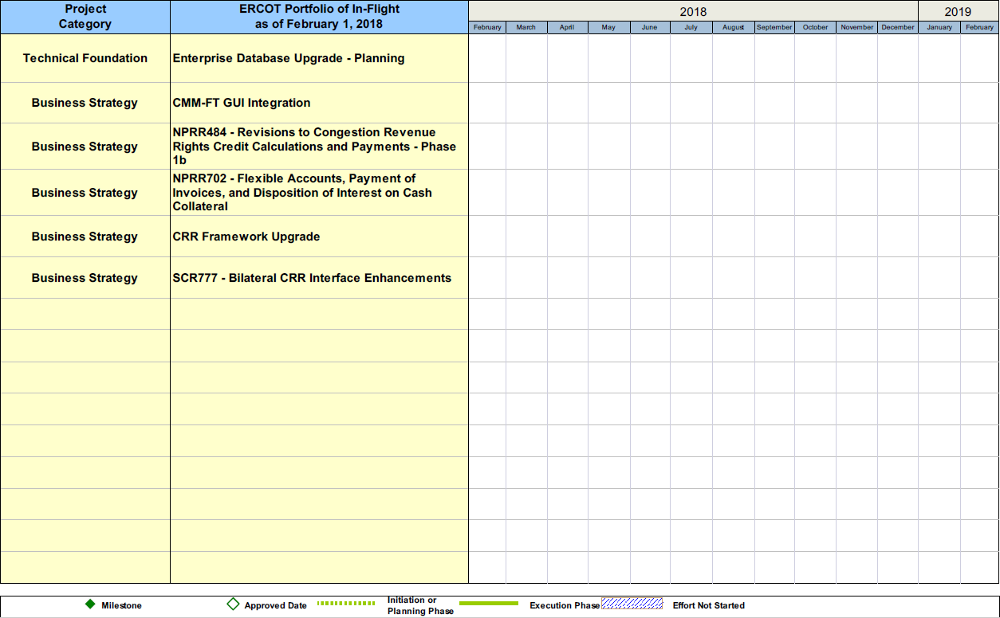 Project
Category
ERCOT Portfolio of In-Flight
as of February 1, 2018
2018
2019
February March April May June July August September October November December January February
Technical Foundation
Enterprise Database Upgrade - Planning
Business Strategy
CMM-FT GUI Integration
Business Strategy
NPRR484 - Revisions to Congestion Revenue
Rights Credit Calculations and Payments - Phase
1b
Business Strategy
NPRR702 - Flexible Accounts, Payment of
Invoices, and Disposition of Interest on Cash
Collateral
Business Strategy
CRR Framework Upgrade
Business Strategy
SCR777 - Bilateral CRR Interface Enhancements
Milestone
Approved Date
Initiation or
Planning Phase
Execution Phase
Effort Not Started